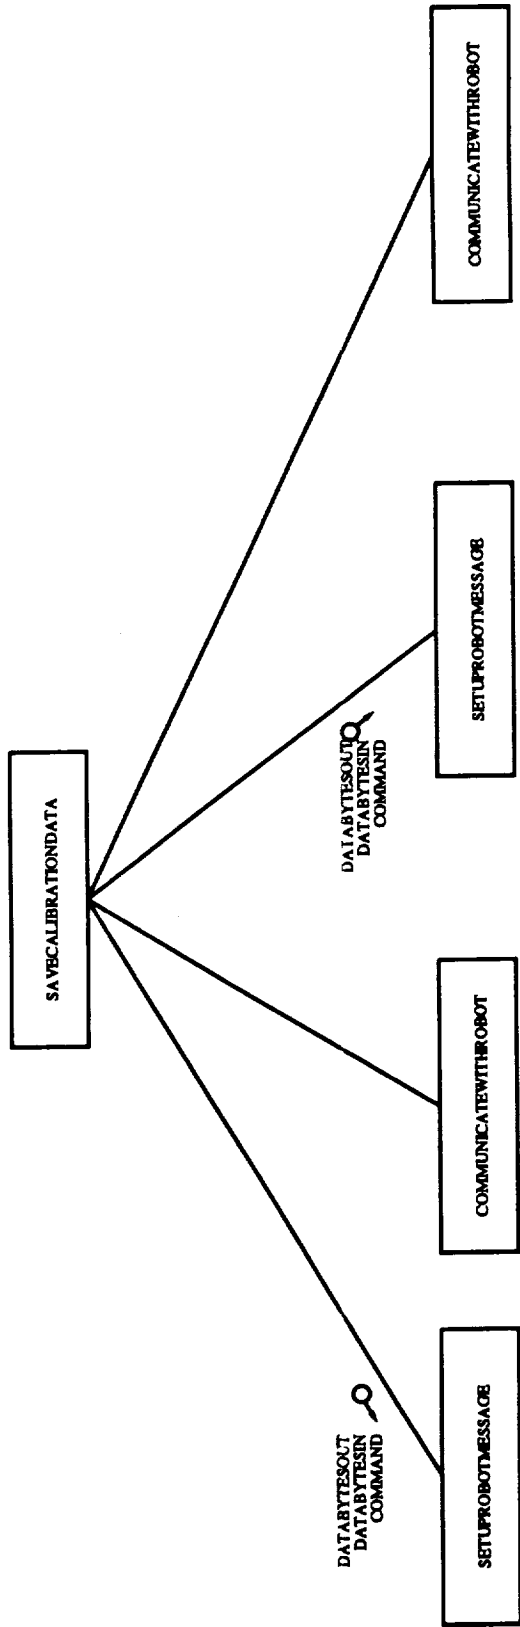 SAVECALIBRATIONDATA
DATABYTESOUT
DATABYTESIN
COMMAND
DATABYTESOUT
DATABYTESIN
COMMAND
SETUPROBOTMESSAGE
COMMUNICATEWITHROBOT
SETUPROBOTMESSAGE
COMMUNICATEWITHROBOT